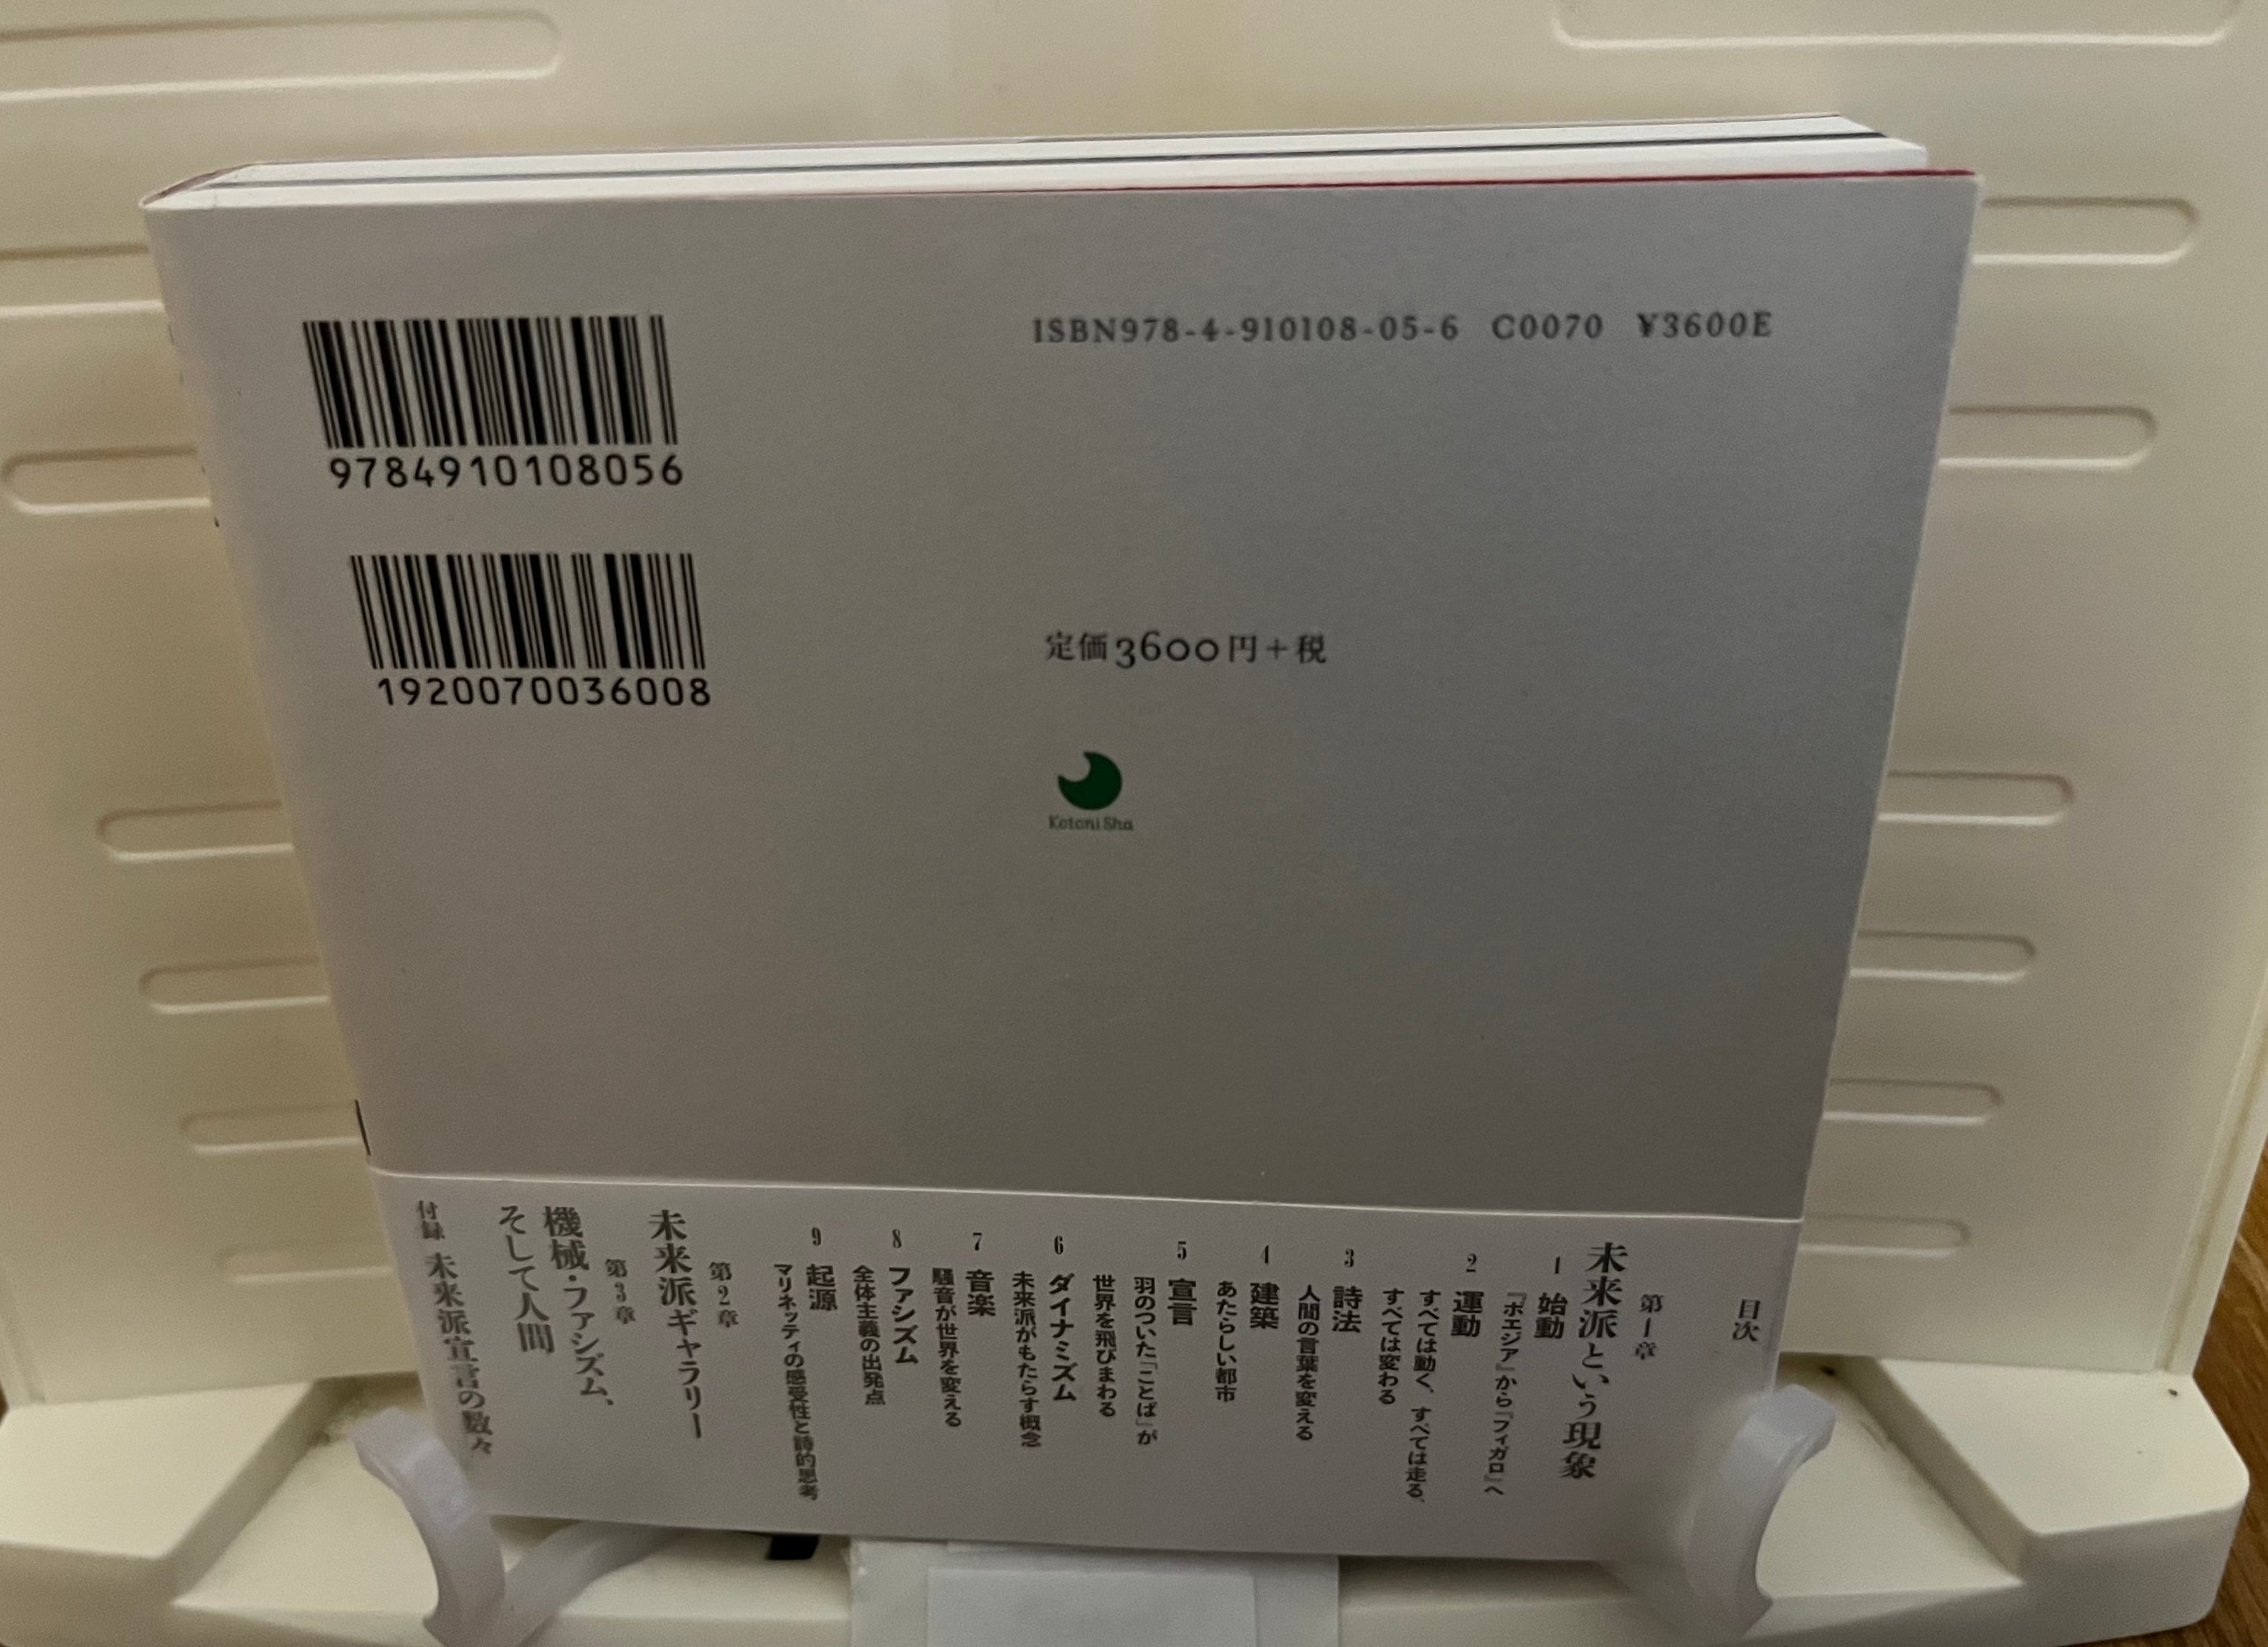 9784910108056
1920070036008
ISBN978-4-910108-05-6 C0070 ¥3600E
定価3600円＋税
Kotoni Sha
目次
第1章
未来派という現象
1 始動
『ポエジア』から『フィガロ』へ
2 運動
すべては動く、すべては走る、
すべては変わる
3 詩法
人間の言葉を変える
4 建築
あたらしい都市
5 宣言
羽のついた「ことば」が
世界を飛びまわる
6 ダイナミズム
未来派がもたらす概念
7 音楽
騒音が世界を変える
8 ファシズム
全体主義の出発点
9 起源
マリネッティの感受性と詩的思考
第2章
未来派ギャラリー
第3章
機械・ファシズム、
そして人間
付録 未来派宣言の数々